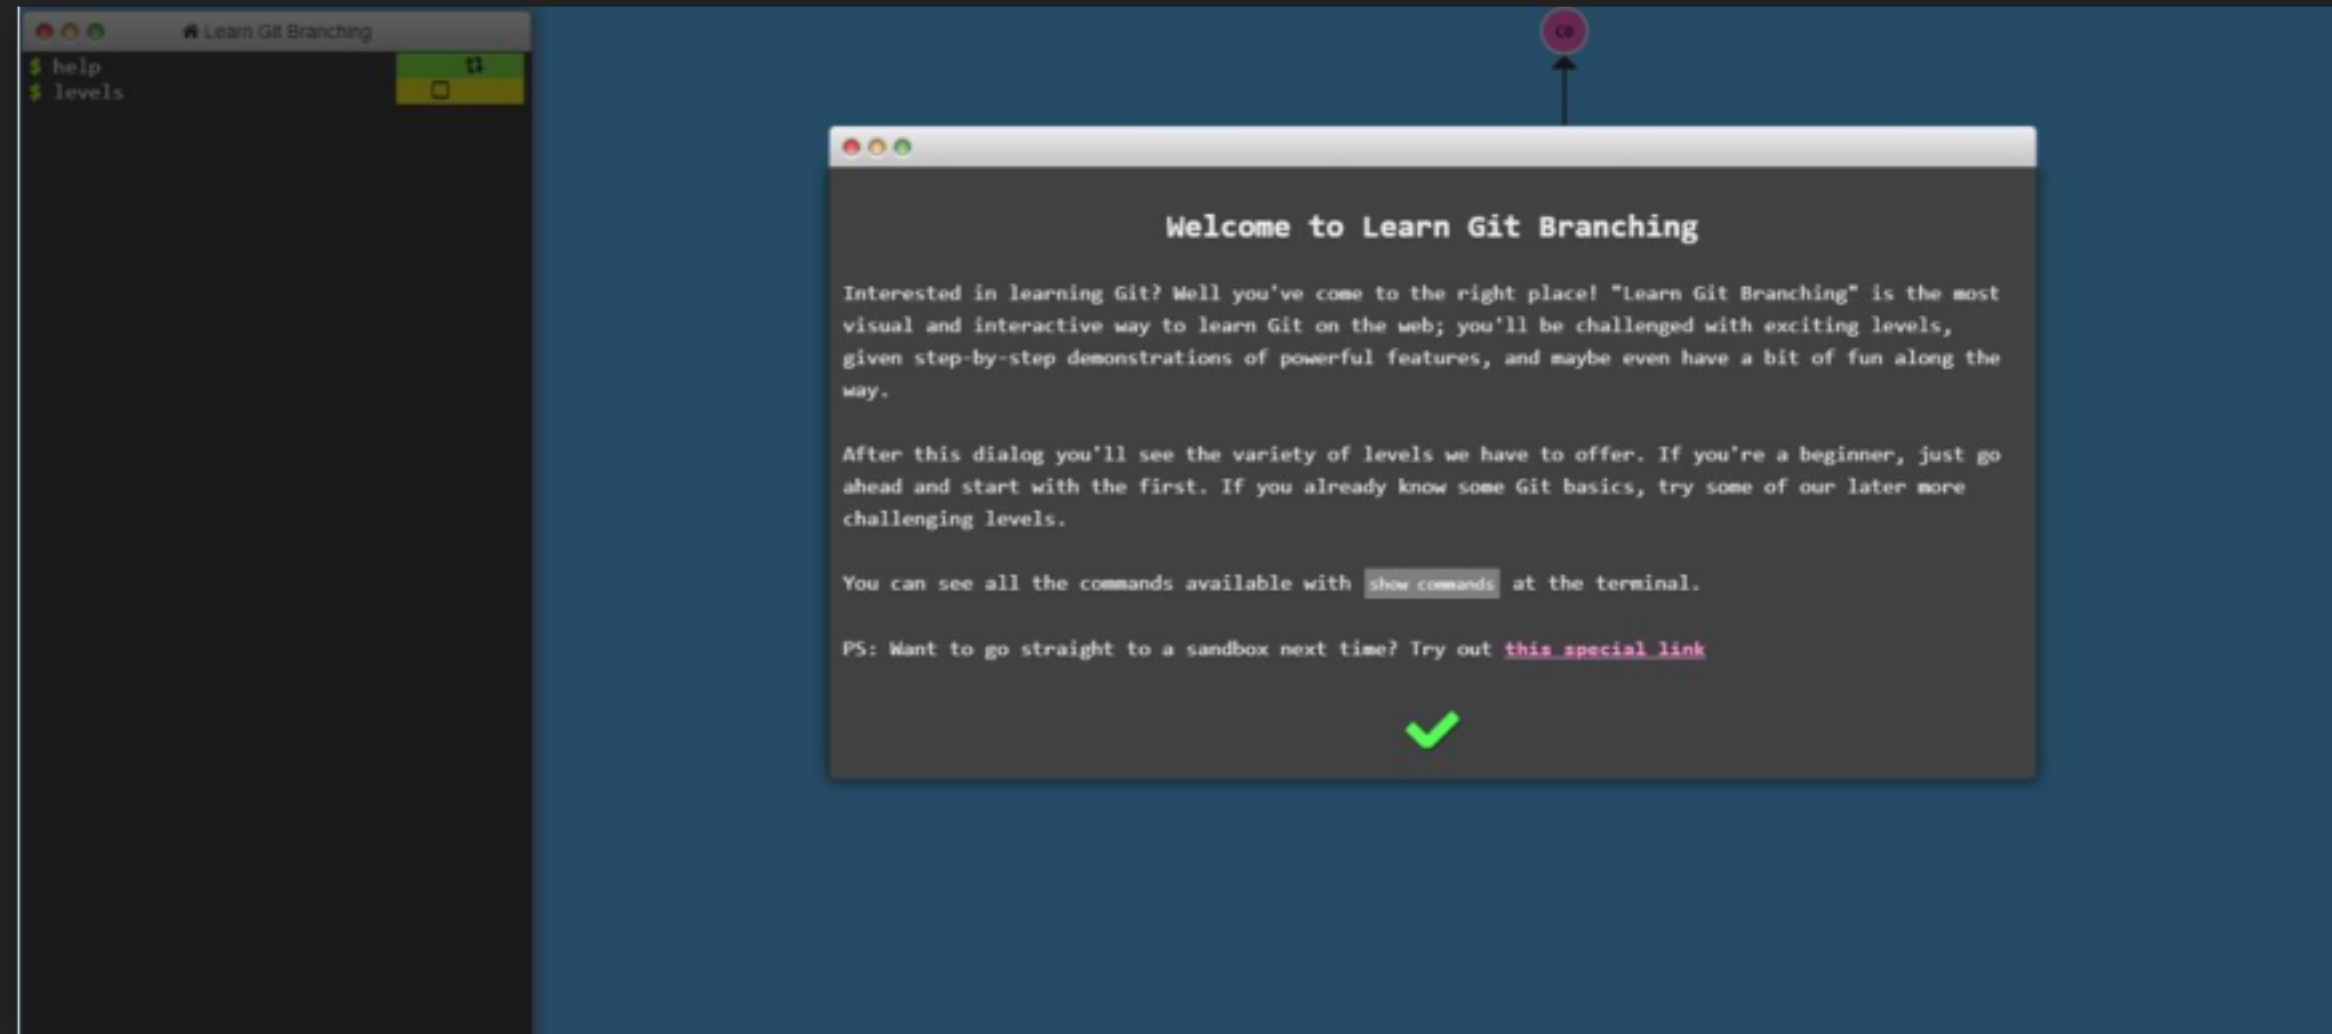 Learn Git Branching
$ help
$ levels
C0
Welcome to Learn Git Branching
Interested in learning Git? Well you've come to the right place! "Learn Git Branching" is the most
visual and interactive way to learn Git on the web; you'll be challenged with exciting levels,
given step-by-step demonstrations of powerful features, and maybe even have a bit of fun along the
way.
After this dialog you'll see the variety of levels we have to offer. If you're a beginner, just go
ahead and start with the first. If you already know some Git basics, try some of our later more
challenging levels.
You can see all the commands available with show commands at the terminal.
PS: Want to go straight to a sandbox next time? Try out this special link